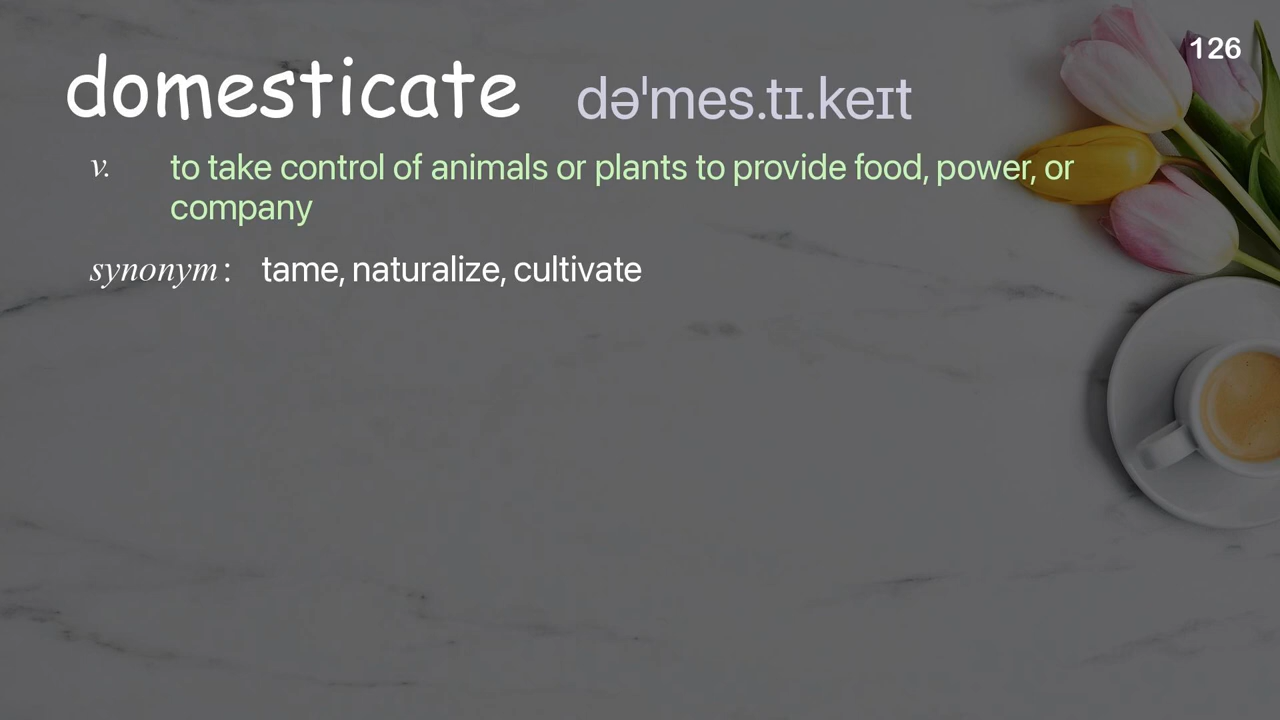 126
domesticate dəˈmes.tɪ.keɪt
v. to take control of animals or plants to provide food, power, or
company
synonym: tame, naturalize, cultivate